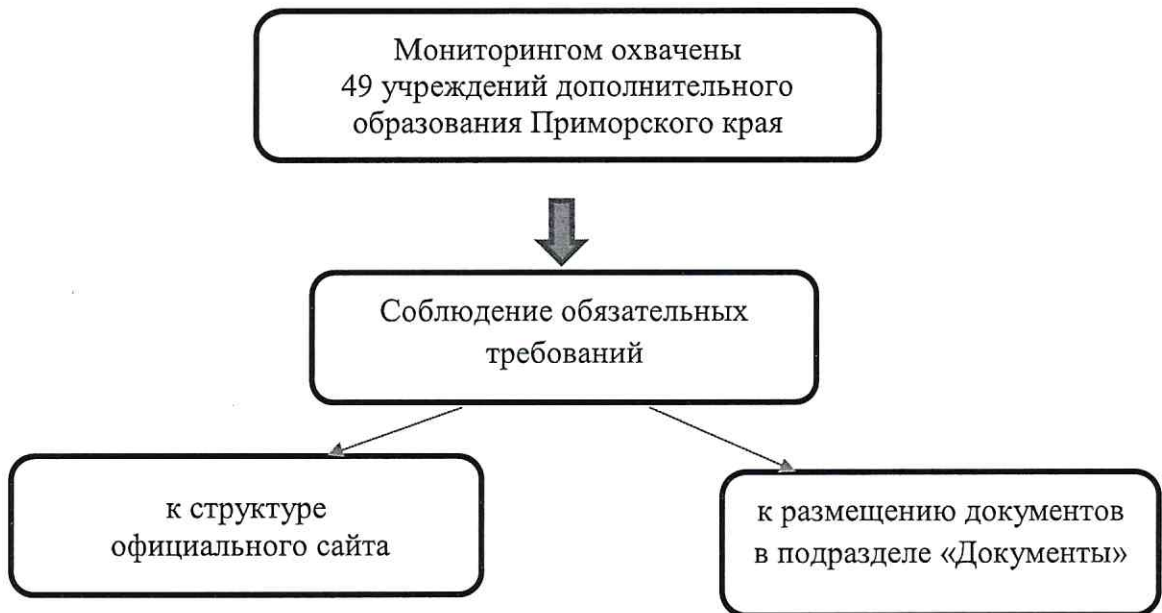 Мониторингом охвачены
49 учреждений дополнительного
образования Приморского края
Соблюдение обязательных
требований
к структуре
официального сайта
к размещению документов
в подразделе «Документы»